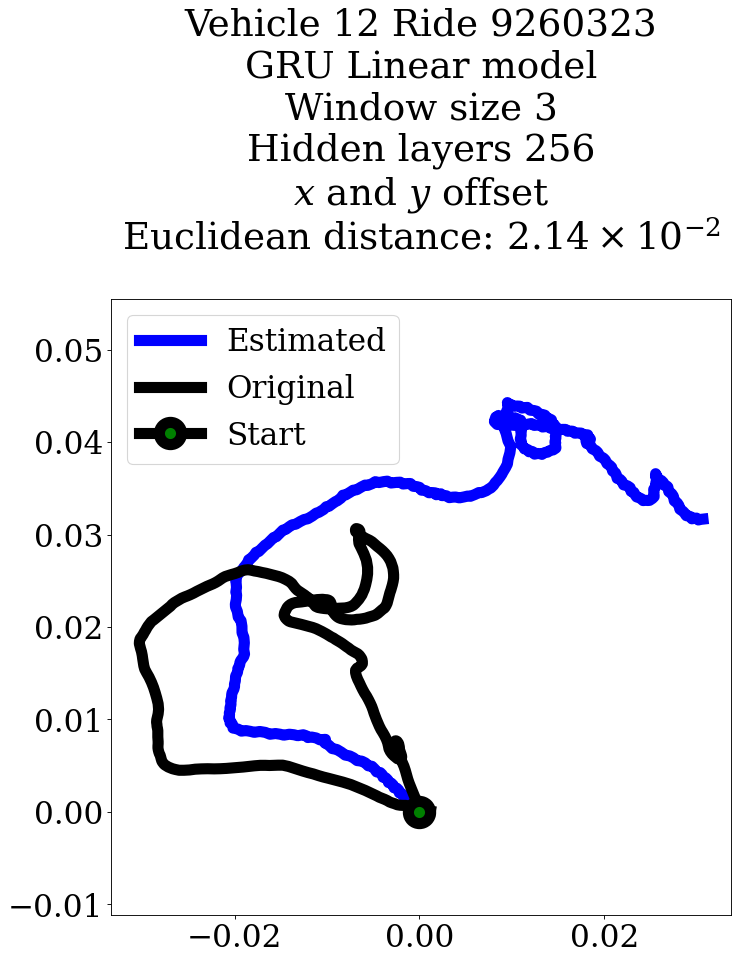 Vehicle 12 Ride 9260323
GRU Linear model
Window size 3
Hidden layers 256
x and y offset
Euclidean distance: 2.14 × 10⁻²
Estimated
Original
Start
0.05
0.04
0.03
0.02
0.01
0.00
−0.01
−0.02
0.00
0.02